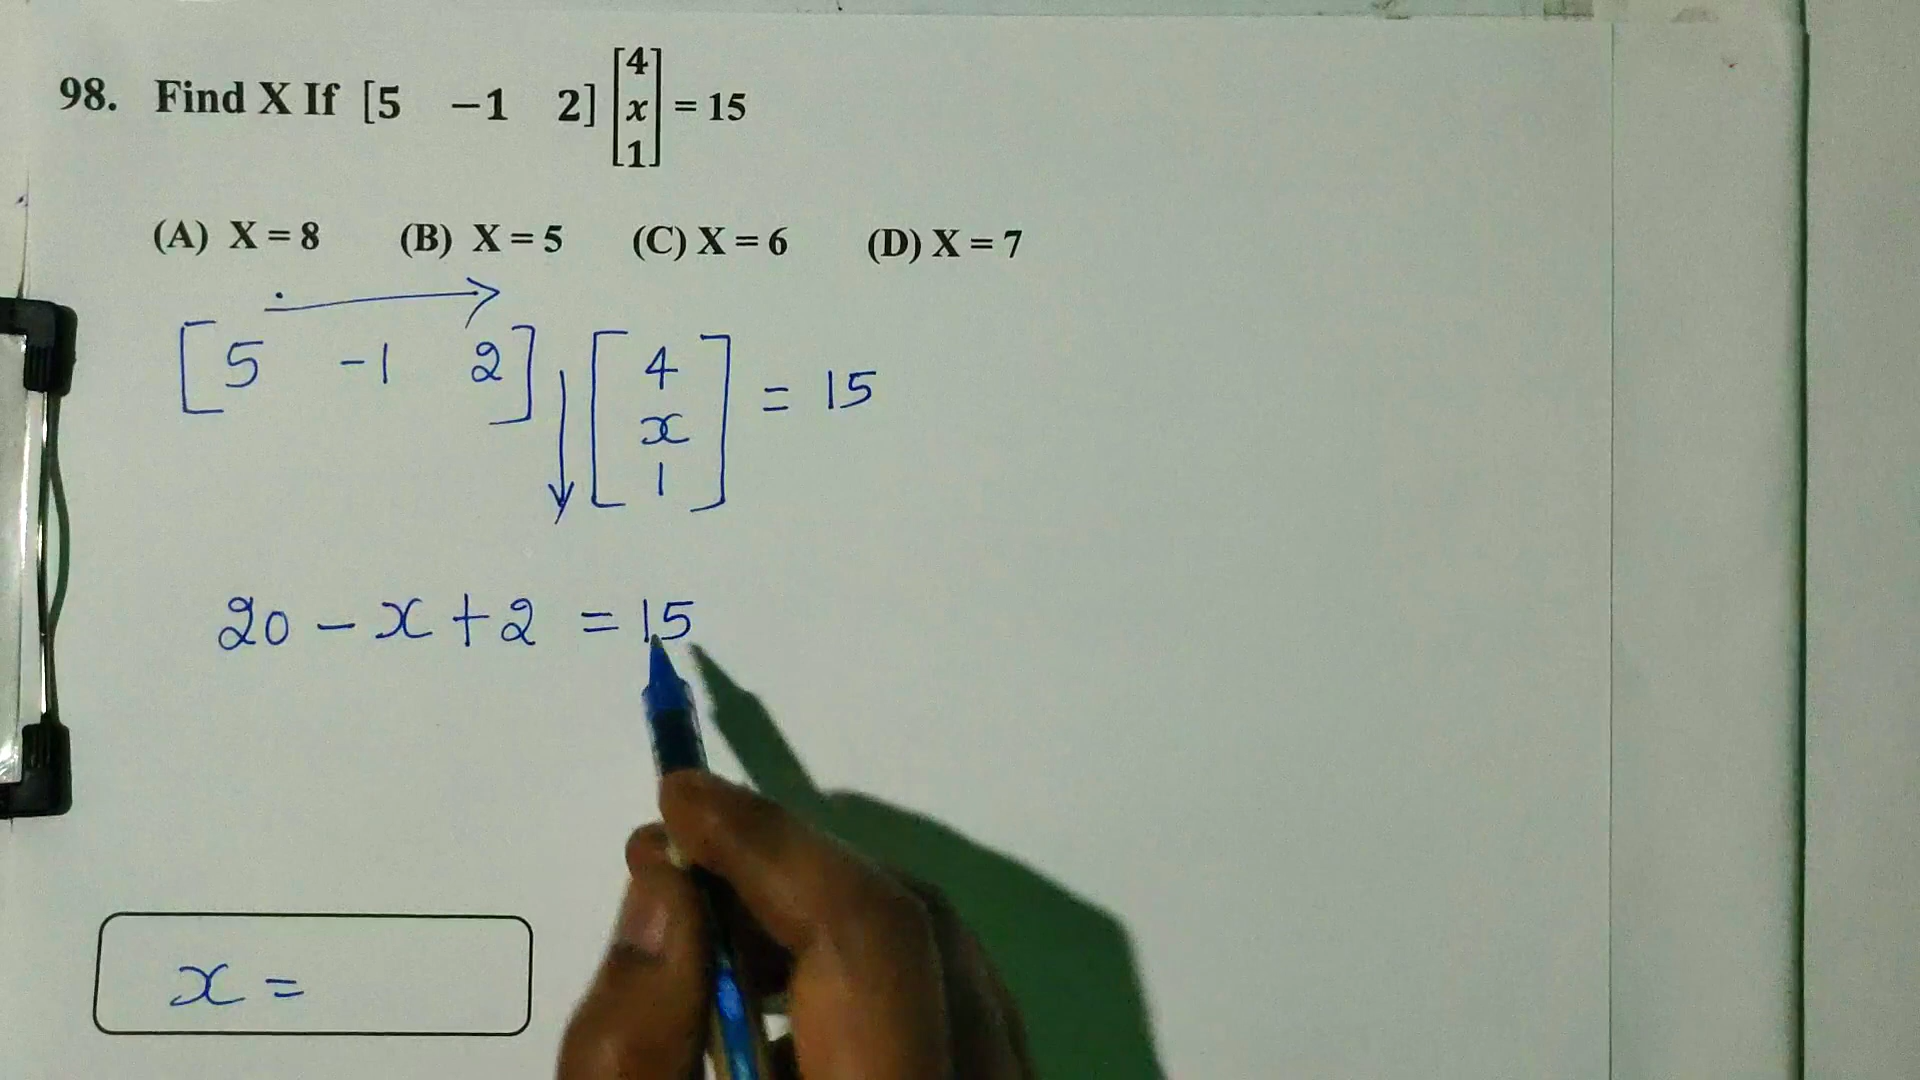 98. Find X If [5 −1 2] [4 x 1] = 15
(A) X = 8 (B) X = 5 (C) X = 6 (D) X = 7
[5 -1 2] [4 x 1] = 15
20 - x + 2 = 15
x =